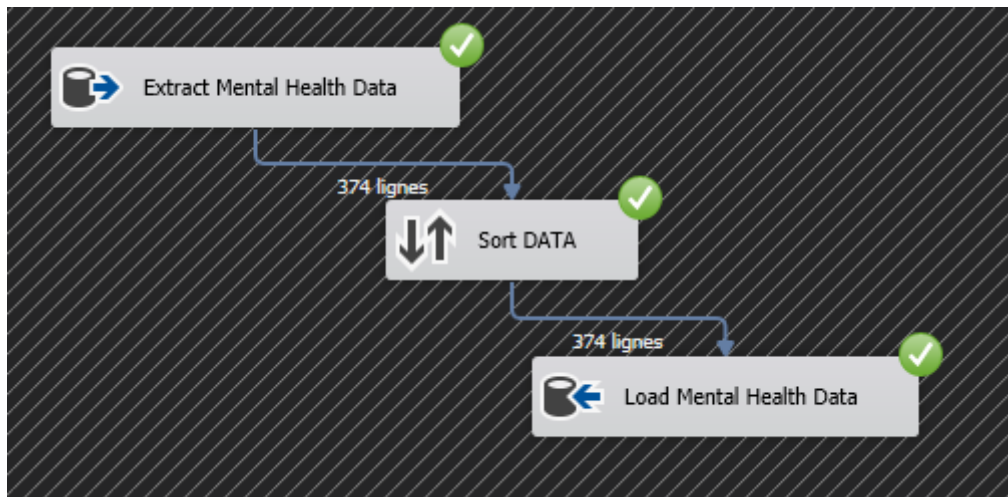 Extract Mental Health Data
374 lignes
Sort DATA
374 lignes
Load Mental Health Data